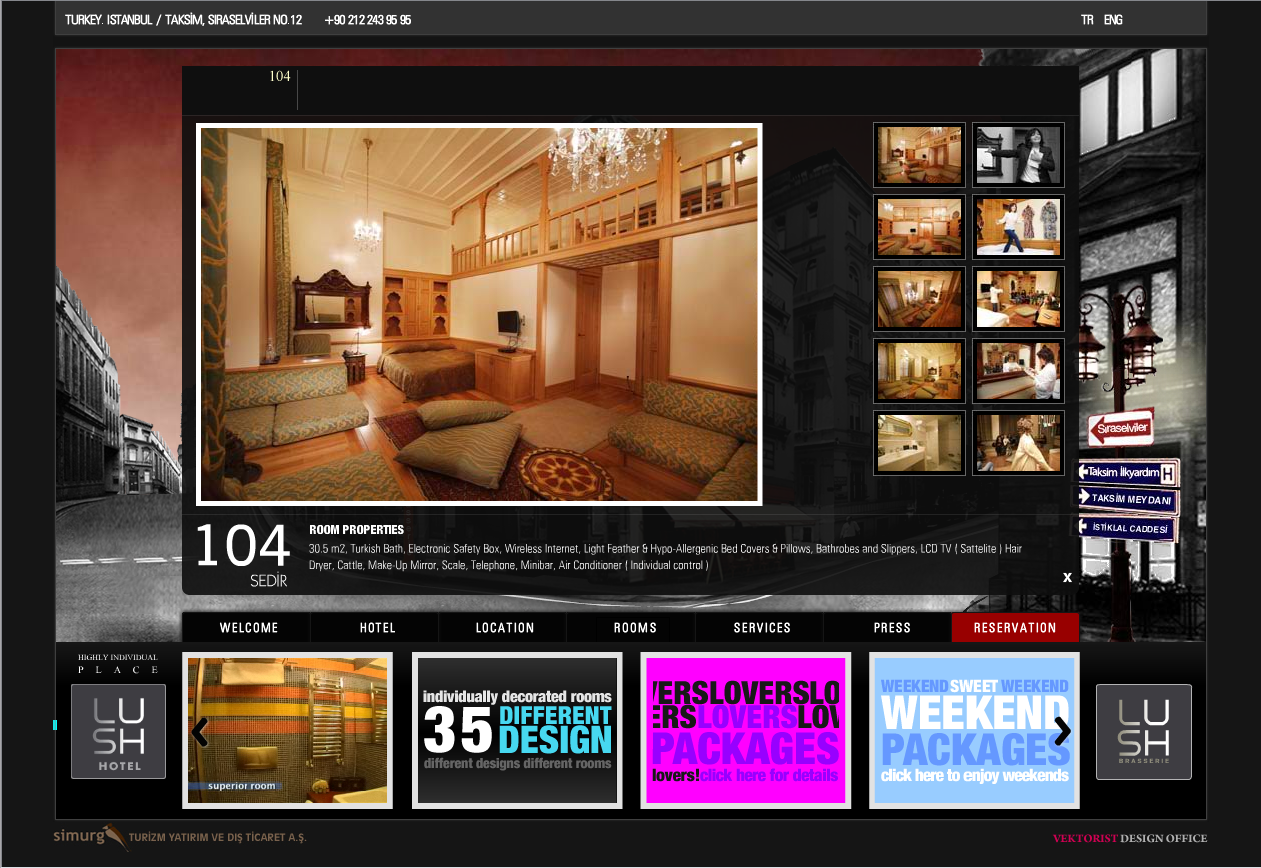 TURKEY. ISTANBUL / TAKSİM, SIRASELVİLER NO.12 +90 212 243 95 95
TR ENG
104
Sıraselviler
Taksim İlkyardım H
TAKSİM MEYDANI
İSTİKLAL CADDESİ
104
SEDİR
ROOM PROPERTIES
30.5 m2, Turkish Bath, Electronic Safety Box, Wireless Internet, Light Feather & Hypo-Allergenic Bed Covers & Pillows, Bathrobes and Slippers, LCD TV ( Sattelite ) Hair
Dryer, Cattle, Make-Up Mirror, Scale, Telephone, Minibar, Air Conditioner ( Individual control )
x
WELCOME HOTEL LOCATION ROOMS SERVICES PRESS RESERVATION
HIGHLY INDIVIDUAL
PLACE
LU
SH
HOTEL
superior room
individually decorated rooms
35 DIFFERENT
DESIGN
different designs different rooms
VERSLOVERSLO
ERSLOVERSLOV
PACKAGES
lovers!click here for details
WEEKEND SWEET WEEKEND
WEEKEND
PACKAGES
click here to enjoy weekends
LU
SH
BRASSERIE
simurg TURİZM YATIRIM VE DIŞ TİCARET A.Ş.
VEKTORIST DESIGN OFFICE